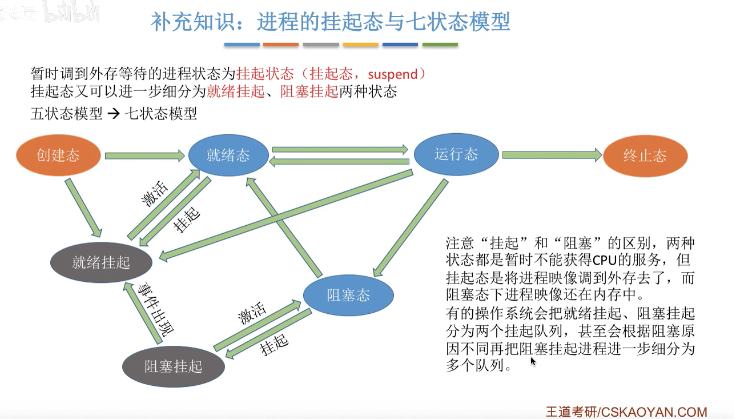 补充知识：进程的挂起态与七状态模型
暂时调到外存等待的进程状态为挂起状态（挂起态，suspend）
挂起态又可以进一步细分为就绪挂起、阻塞挂起两种状态
五状态模型→七状态模型
创建态
就绪态
运行态
终止态
激活
挂起
就绪挂起
阻塞态
事件出现
激活
挂起
阻塞挂起
注意“挂起”和“阻塞”的区别，两种
状态都是暂时不能获得CPU的服务，但
挂起态是将进程映像调到外存去了，而
阻塞态下进程映像还在内存中。
有的操作系统会把就绪挂起、阻塞挂起
分为两个挂起队列，甚至会根据阻塞原
因不同再把阻塞挂起进程进一步细分为
多个队列。
王道考研/CSKAOYAN.COM